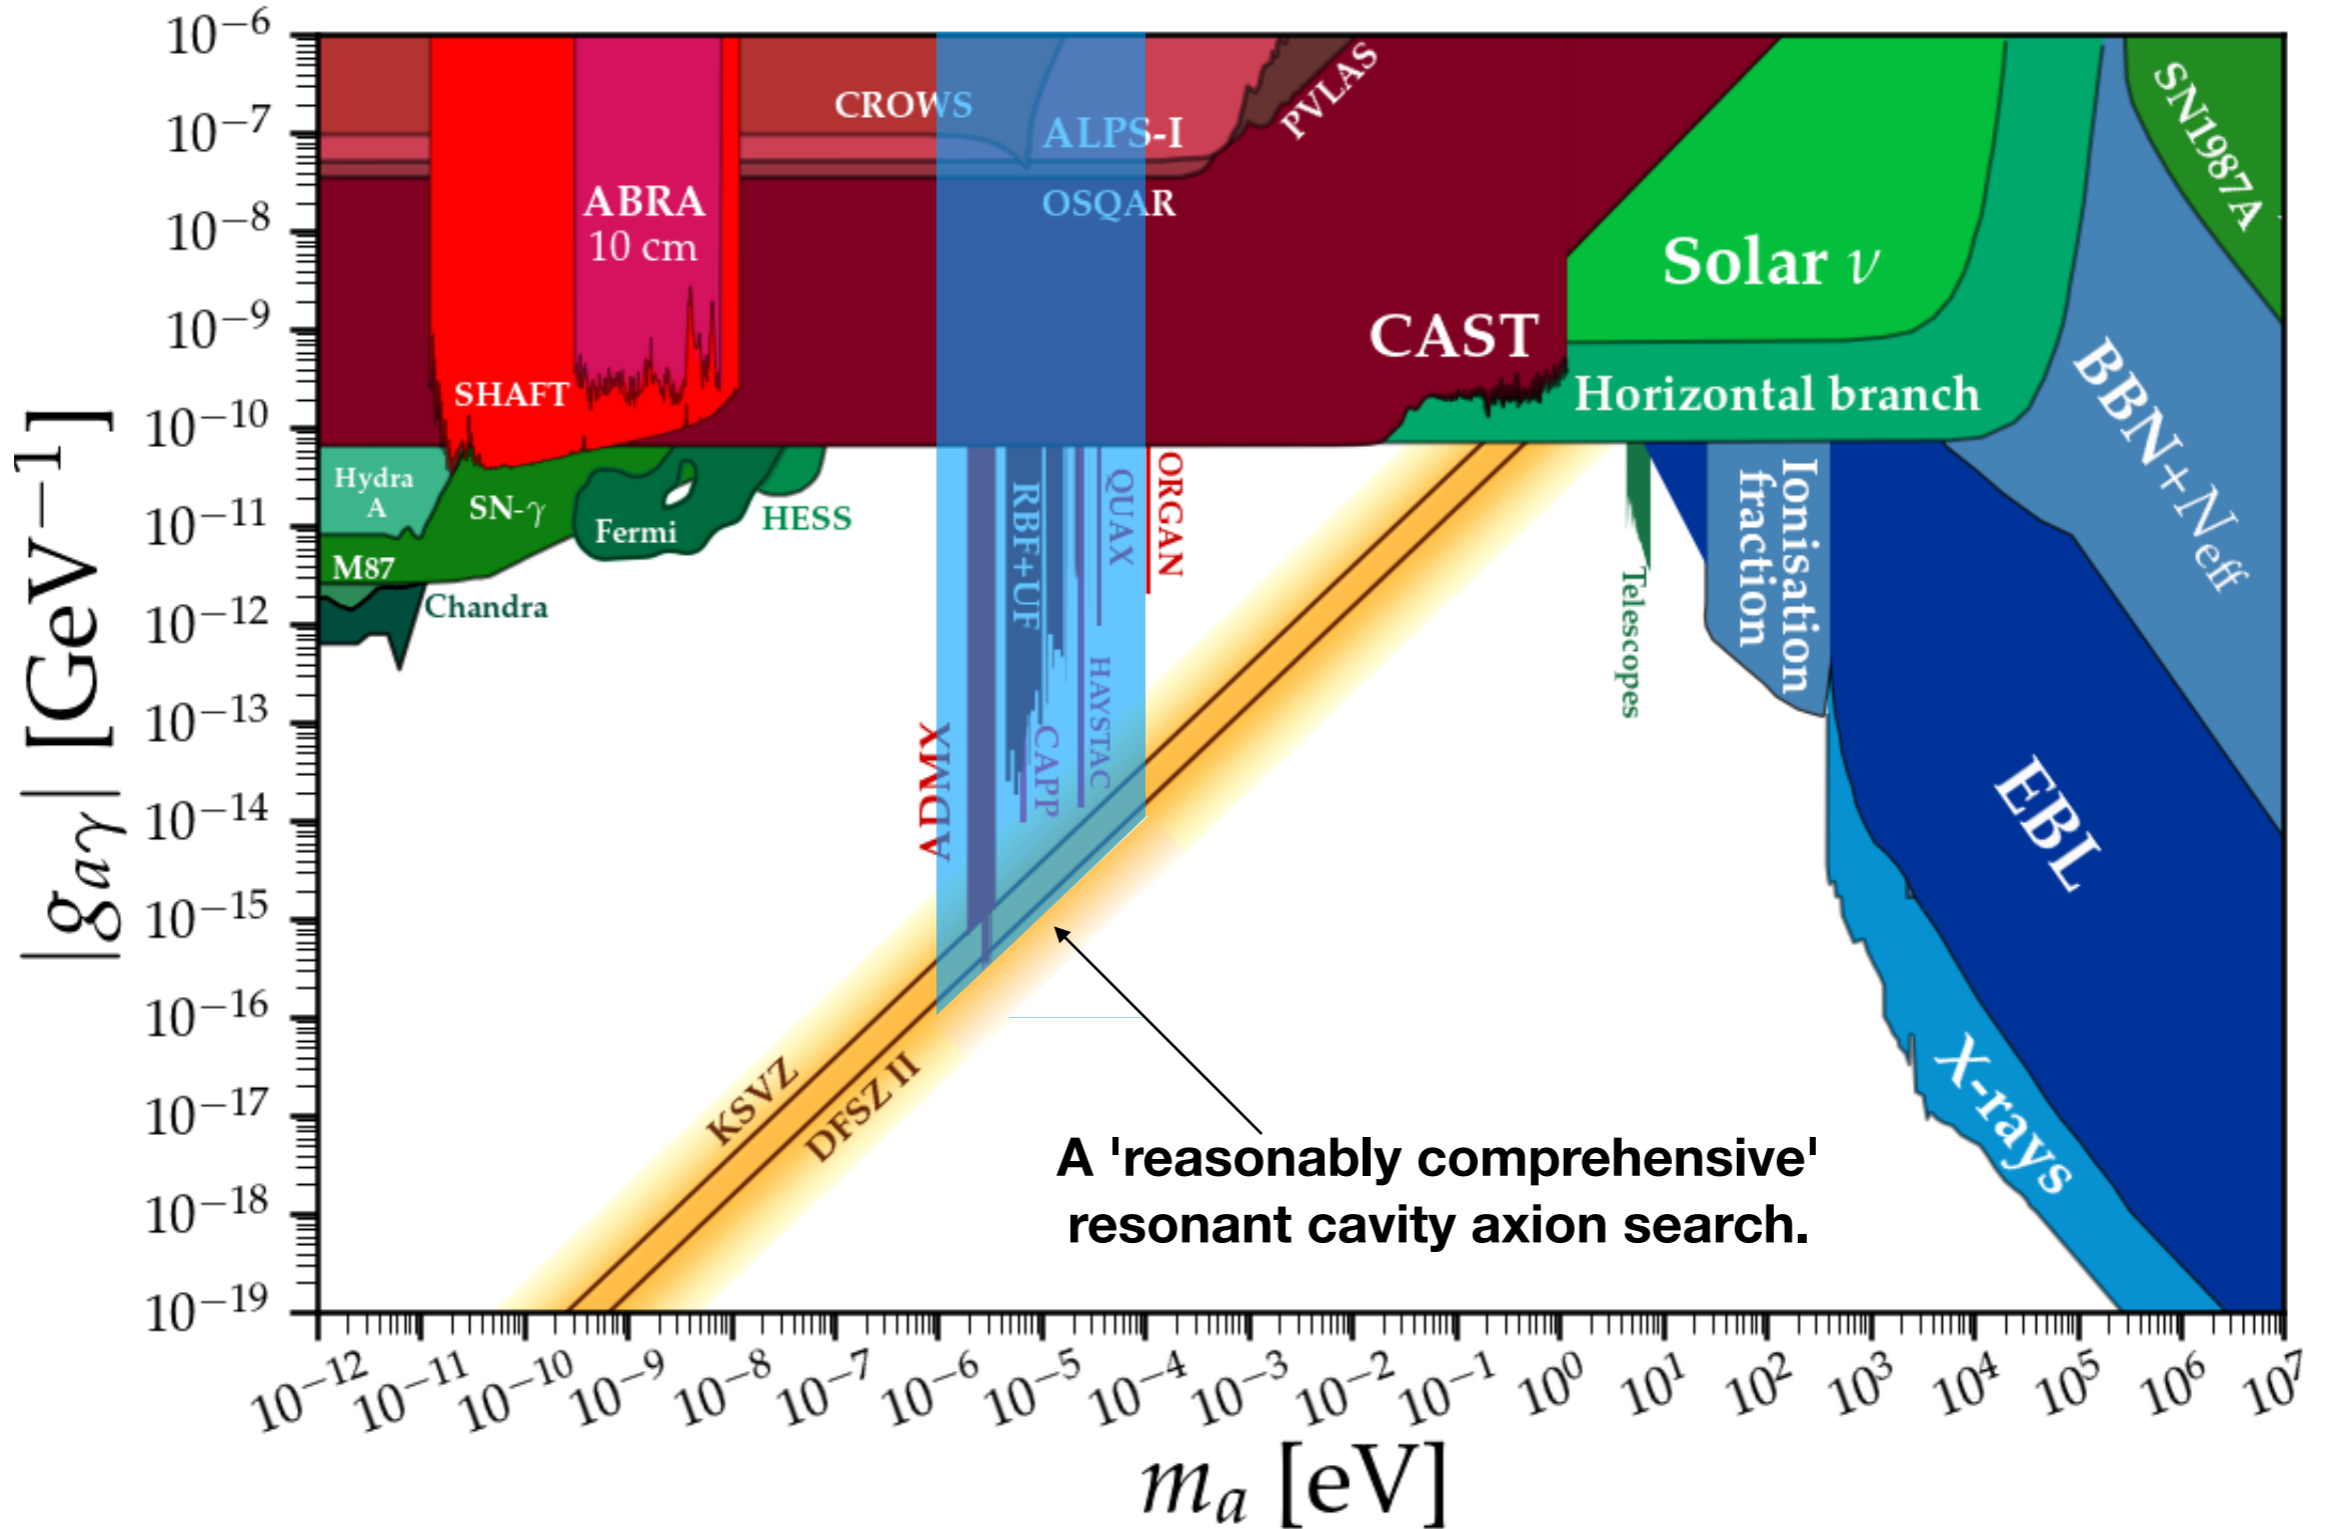 10−6
10−7
10−8
10−9
10−10
10−11
10−12
10−13
10−14
10−15
10−16
10−17
10−18
10−19
|gaγ| [GeV−1]
CROWS
ALPS-I
OSQAR
PVLAS
ABRA
10 cm
SHAFT
CAST
Solar ν
Horizontal branch
SN1987A
BBN+Neff
Hydra
A
M87
SN-γ
Fermi
HESS
Chandra
ADMX
RBF+UF
CAPP
HAYSTAC
QUAX
ORGAN
Telescopes
Ionisation
fraction
EBL
X-rays
KSVZ
DFSZ II
A 'reasonably comprehensive'
resonant cavity axion search.
10−12
10−11
10−10
10−9
10−8
10−7
10−6
10−5
10−4
10−3
10−2
10−1
100
101
102
103
104
105
106
107
ma [eV]